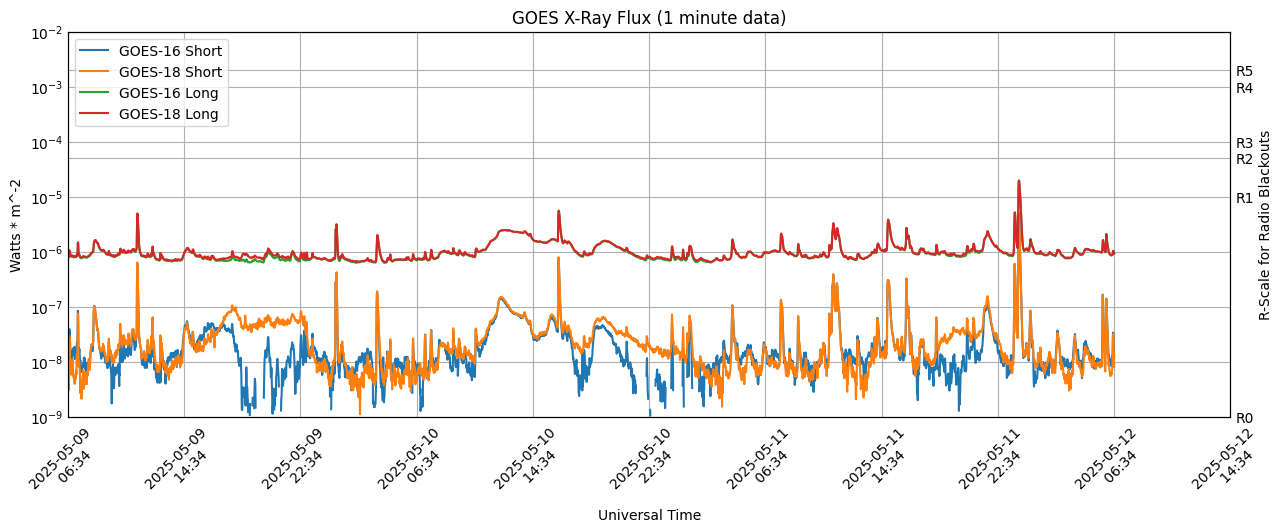 GOES X-Ray Flux (1 minute data)
GOES-16 Short
GOES-18 Short
GOES-16 Long
GOES-18 Long
10^-2
10^-3
10^-4
10^-5
10^-6
10^-7
10^-8
10^-9
Watts * m^-2
R5
R4
R3
R2
R1
R0
R-Scale for Radio Blackouts
2025-05-09
06:34
2025-05-09
14:34
2025-05-09
22:34
2025-05-10
06:34
2025-05-10
14:34
2025-05-10
22:34
2025-05-11
06:34
2025-05-11
14:34
2025-05-11
22:34
2025-05-12
06:34
2025-05-12
14:34
Universal Time